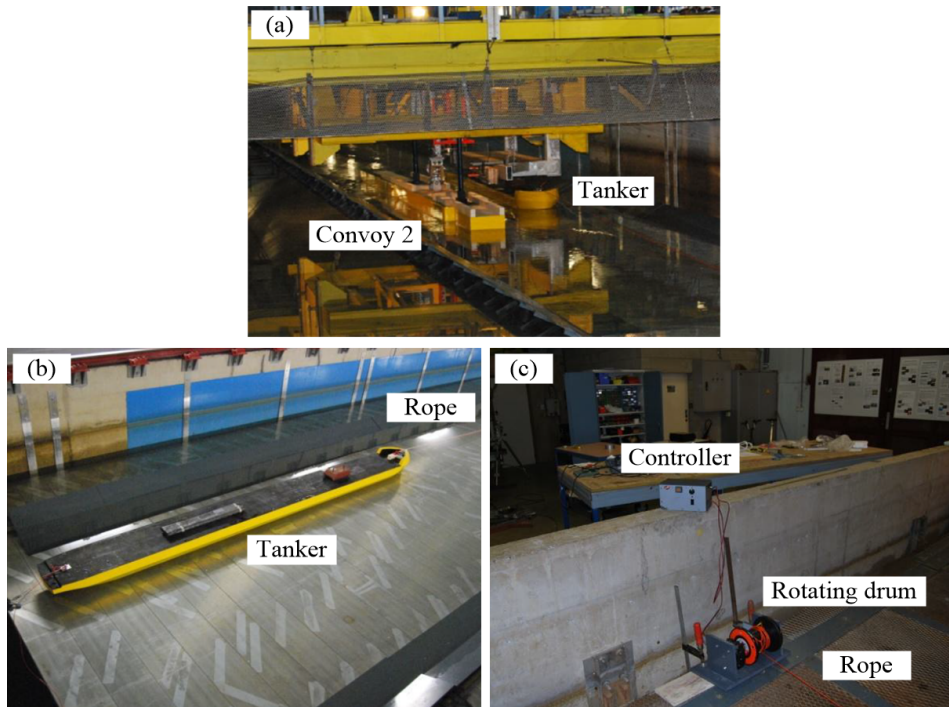 (a)
Tanker
Convoy 2
(b)
Rope
Tanker
(c)
Controller
Rotating drum
Rope